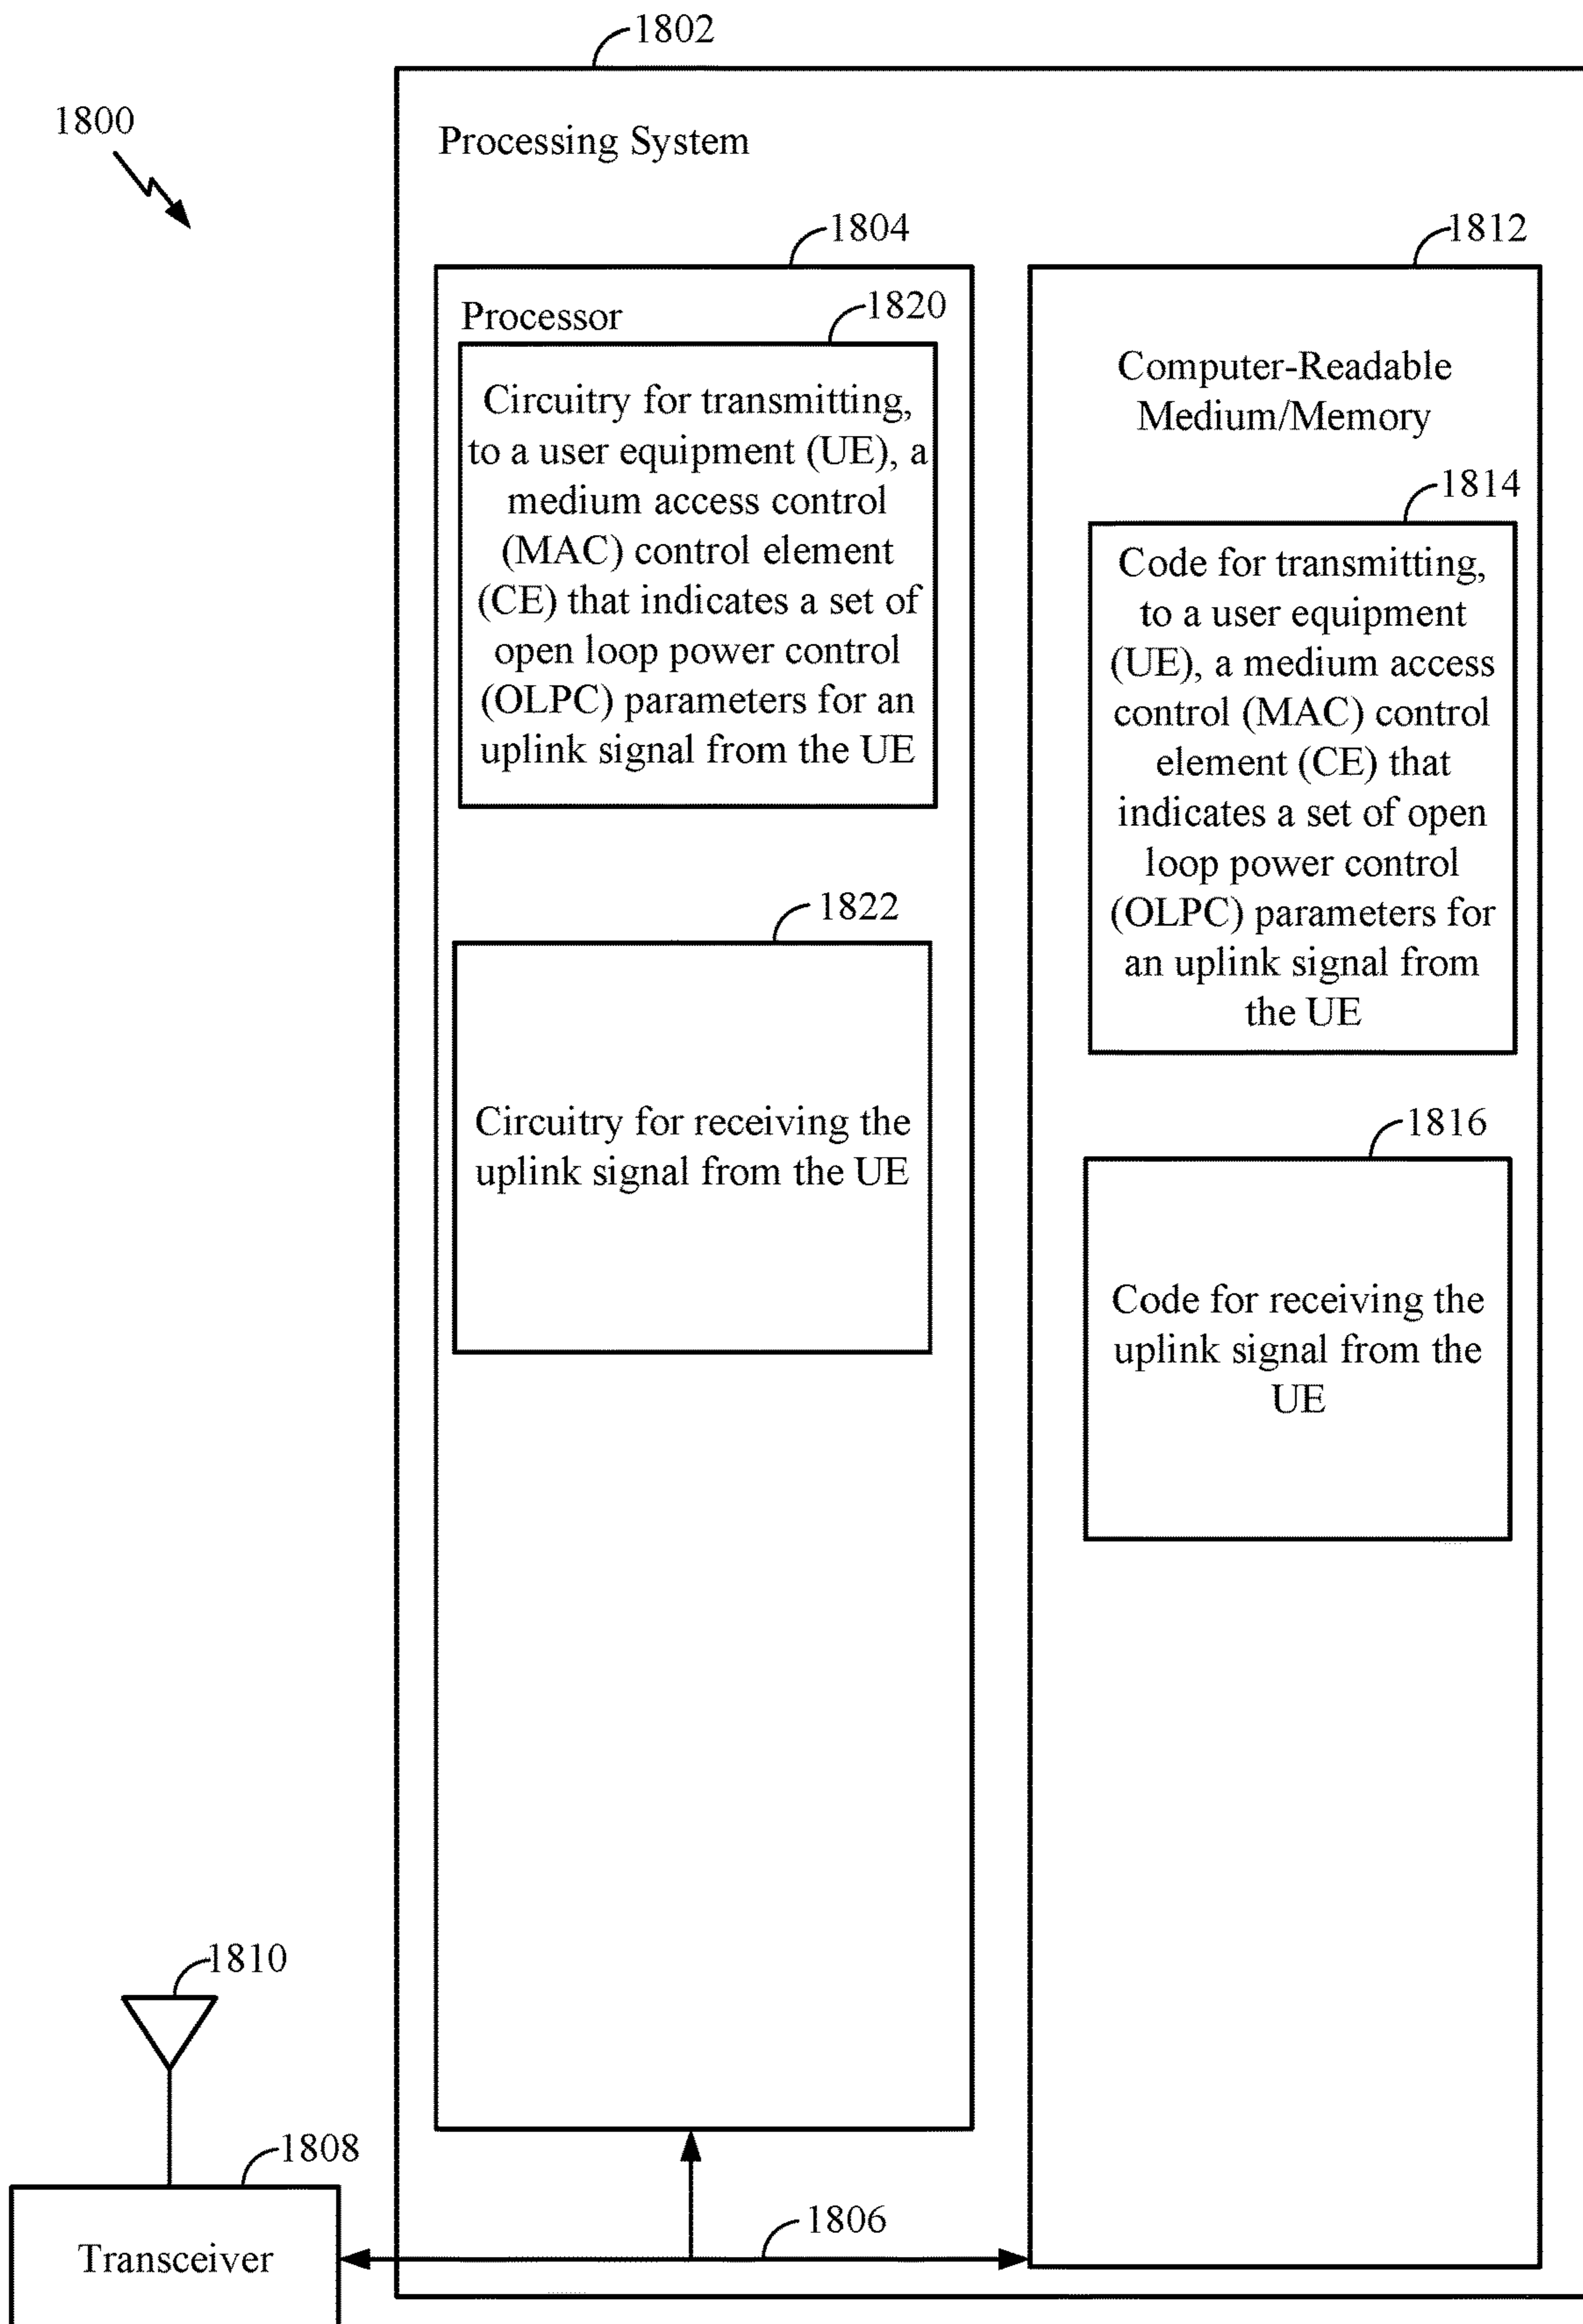 1802
1800
Processing System
1804
1812
Processor
1820
Circuitry for transmitting,
to a user equipment (UE), a
medium access control
(MAC) control element
(CE) that indicates a set of
open loop power control
(OLPC) parameters for an
uplink signal from the UE
Computer-Readable
Medium/Memory
1814
Code for transmitting,
to a user equipment
(UE), a medium access
control (MAC) control
element (CE) that
indicates a set of open
loop power control
(OLPC) parameters for
an uplink signal from
the UE
1822
Circuitry for receiving the
uplink signal from the UE
1816
Code for receiving the
uplink signal from the
UE
1810
1808
Transceiver
1806